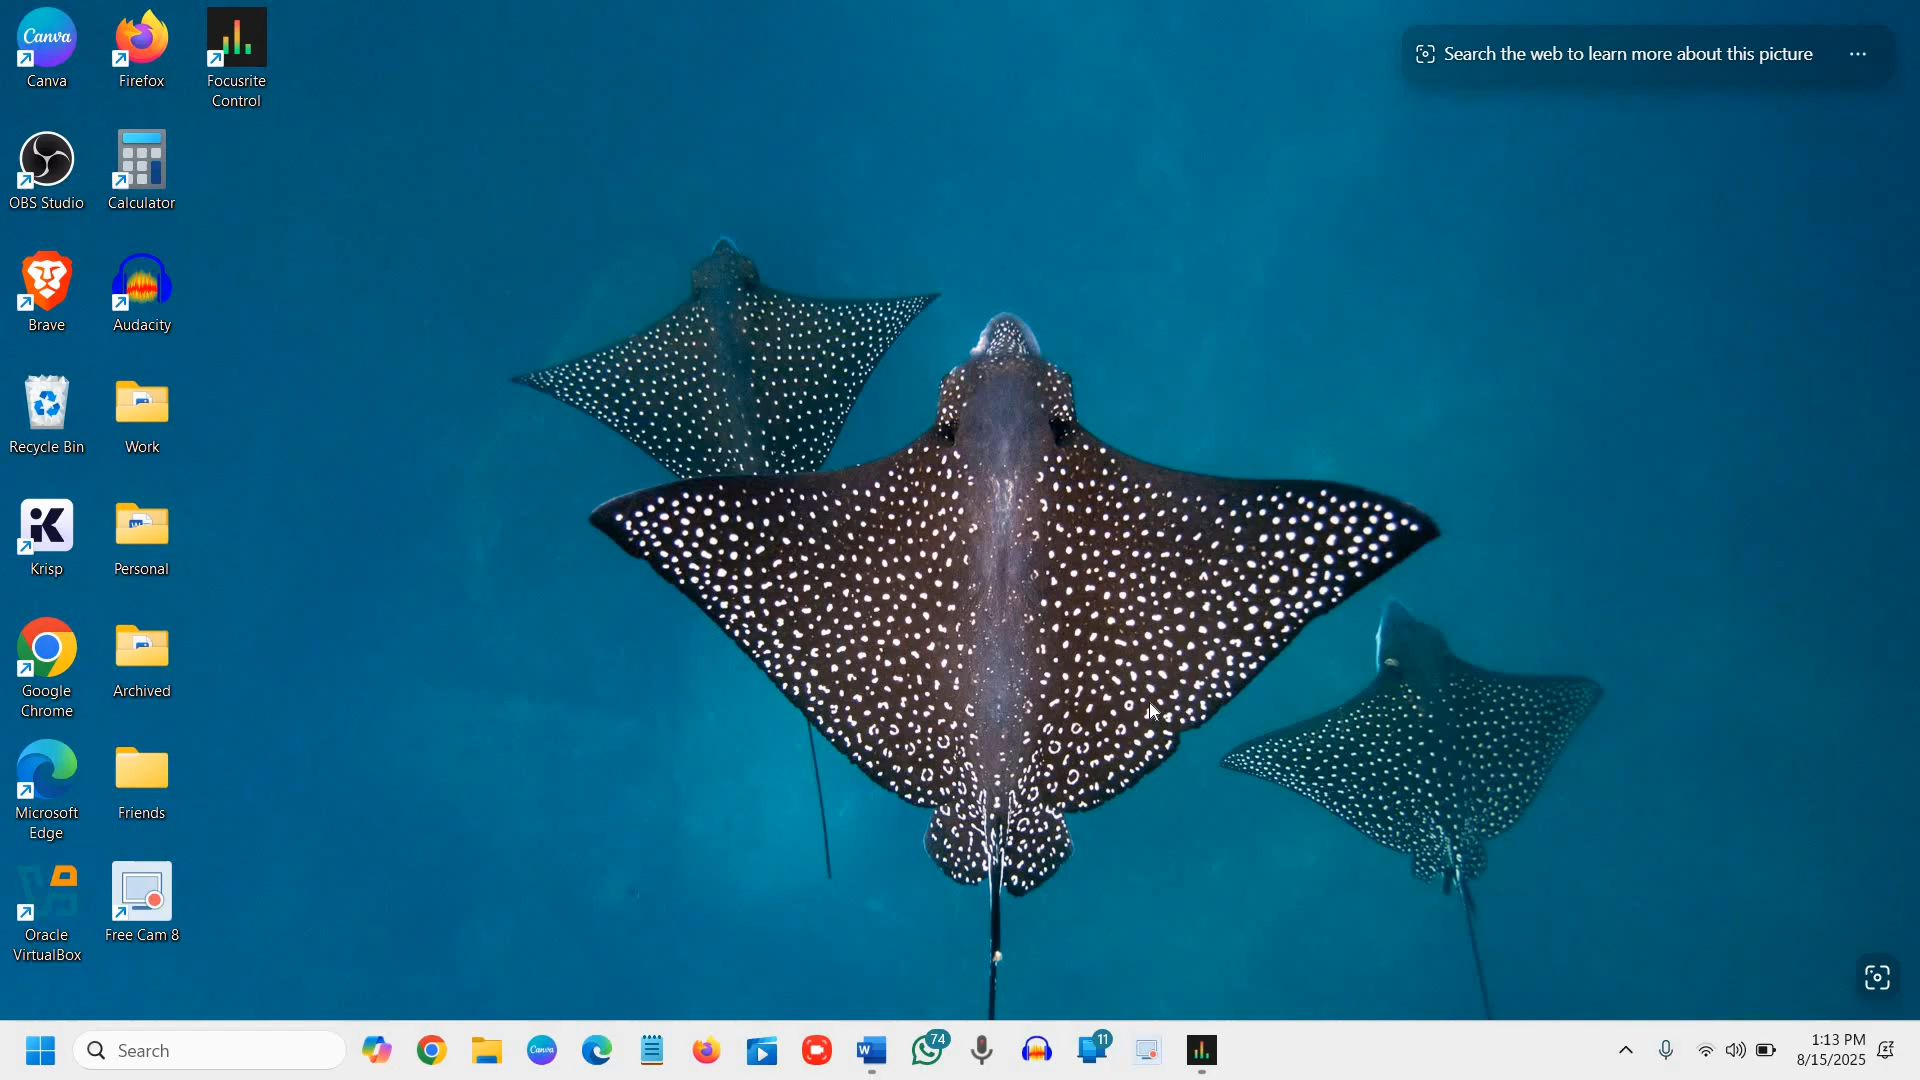 Canva
Canva
Firefox
Focusrite
Control
Search the web to learn more about this picture
OBS Studio
Calculator
Brave
Audacity
Recycle Bin
Work
Krisp
Personal
Google
Chrome
Archived
Microsoft
Edge
Friends
Oracle
VirtualBox
Free Cam 8
Search
Canva
W
74
11
1:13 PM
8/15/2025